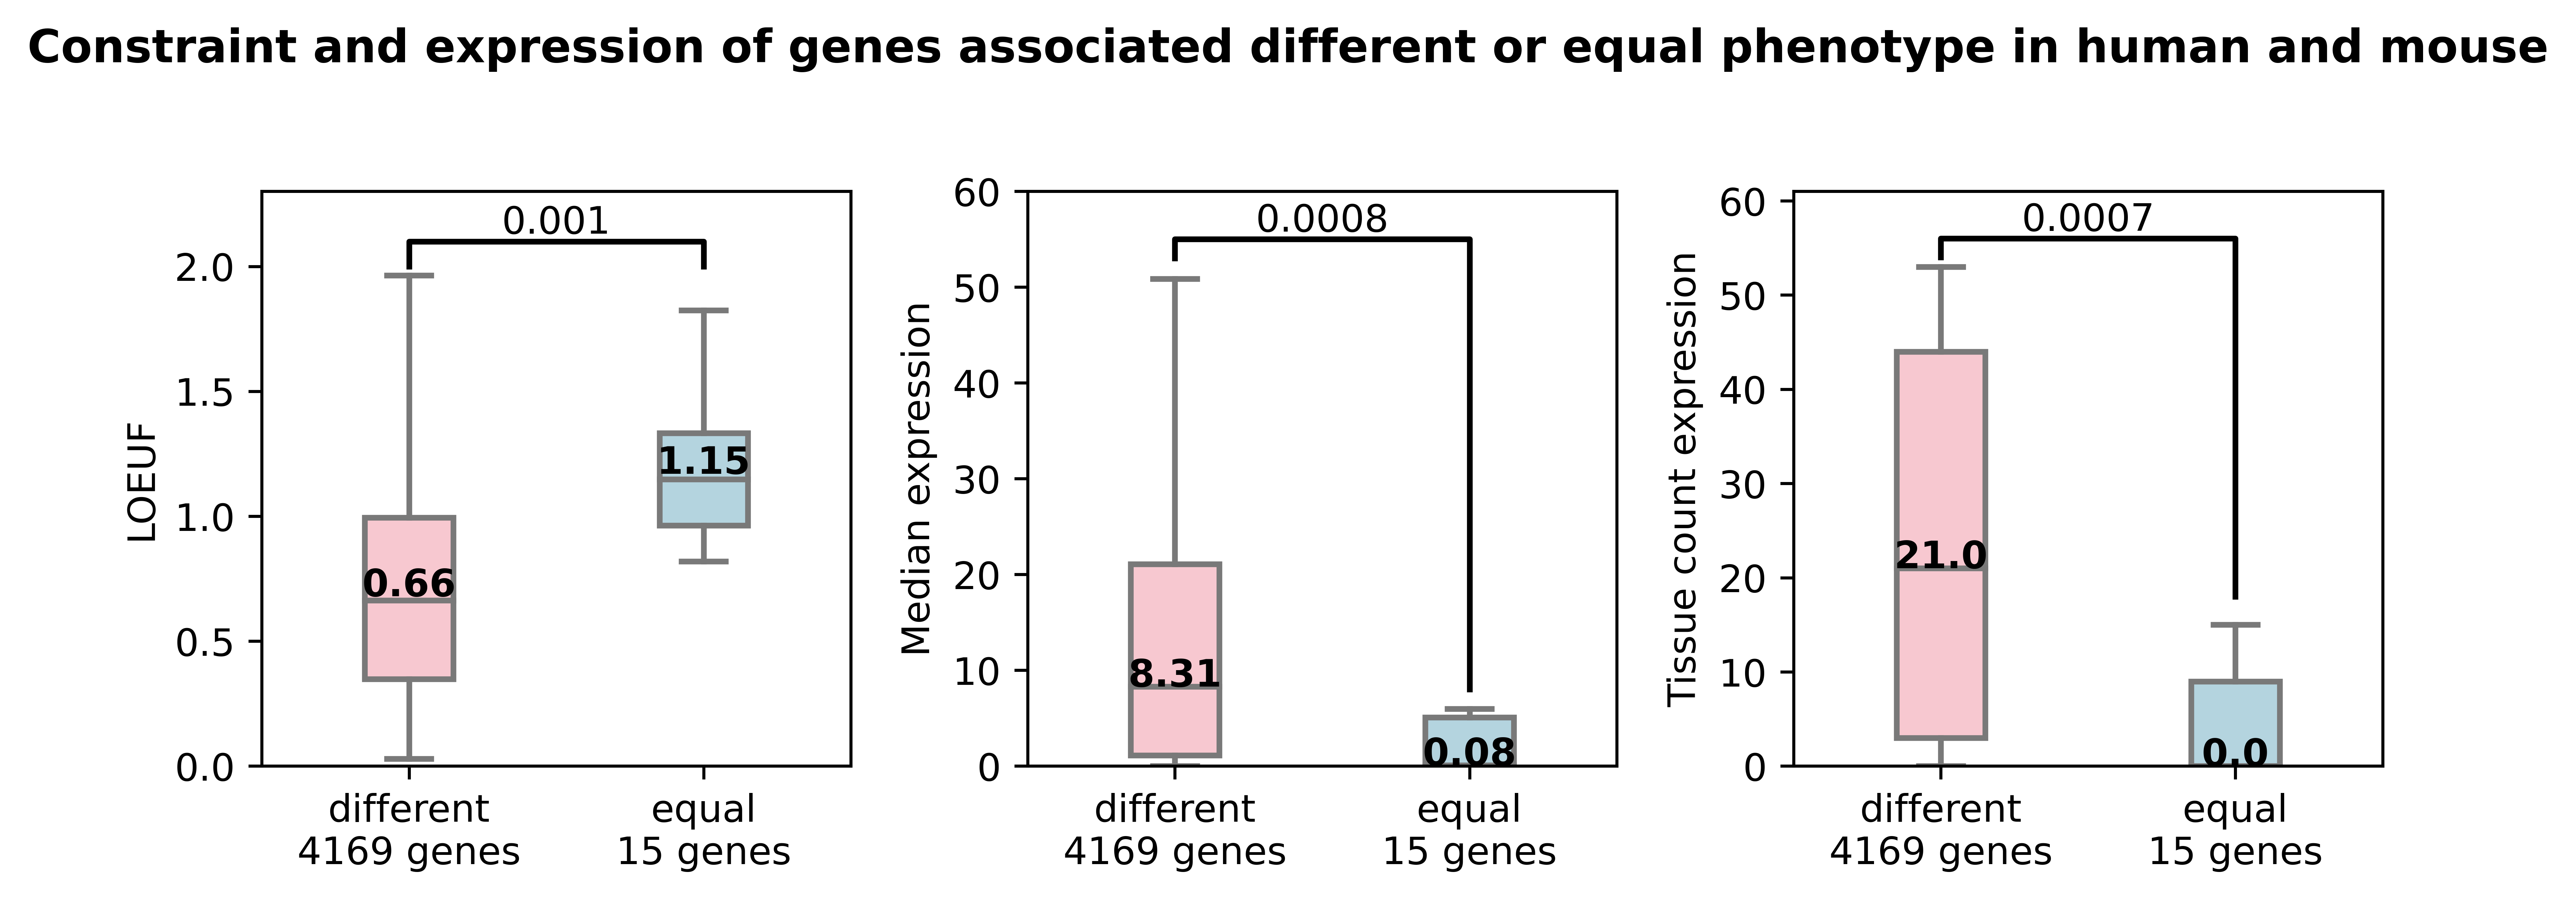 Constraint and expression of genes associated different or equal phenotype in human and mouse
LOEUF
2.0
1.5
1.0
0.5
0.0
0.001
0.66
1.15
different
4169 genes
equal
15 genes
Median expression
60
50
40
30
20
10
0
0.0008
8.31
0.08
different
4169 genes
equal
15 genes
Tissue count expression
60
50
40
30
20
10
0
0.0007
21.0
0.0
different
4169 genes
equal
15 genes